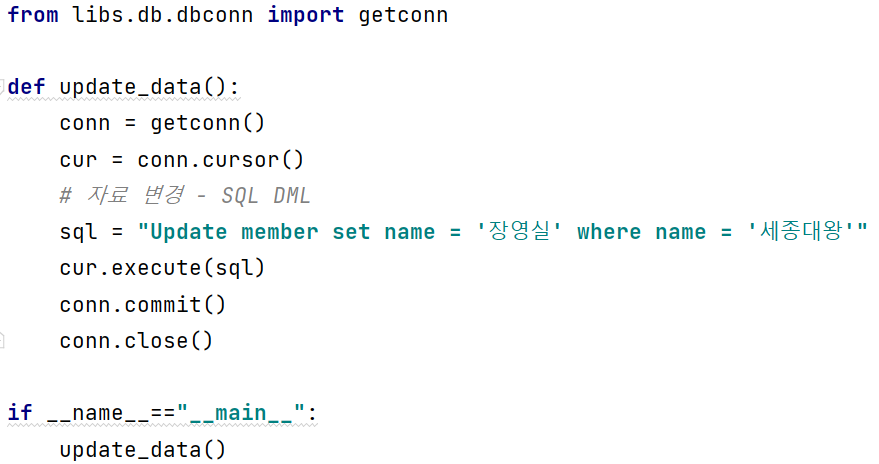 from libs.db.dbconn import getconn
def update_data():
    conn = getconn()
    cur = conn.cursor()
    # 자료 변경 - SQL DML
    sql = "Update member set name = '장영실' where name = '세종대왕'"
    cur.execute(sql)
    conn.commit()
    conn.close()
if __name__=="__main__":
    update_data()